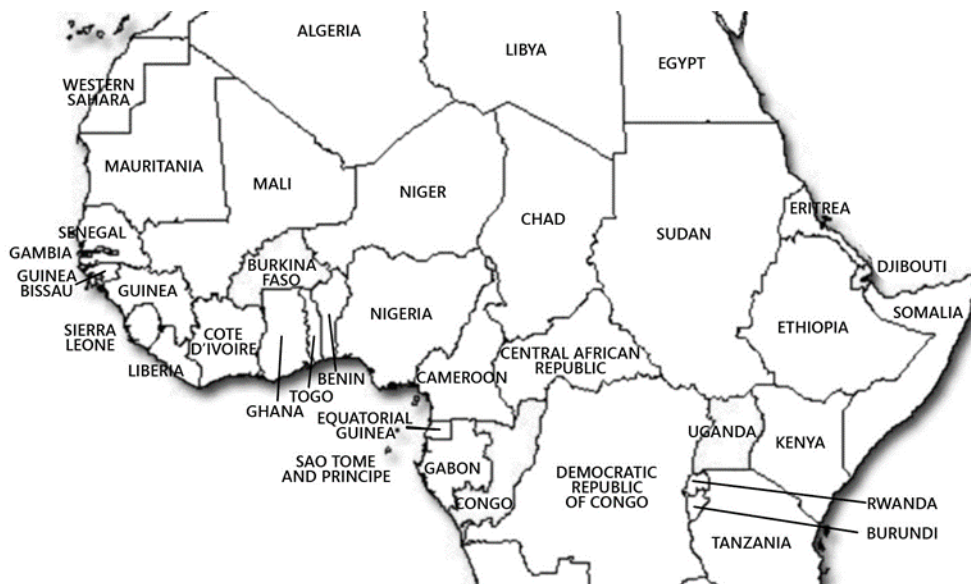 ALGERIA
LIBYA
EGYPT
WESTERN
SAHARA
MAURITANIA
MALI
NIGER
CHAD
SUDAN
ERITREA
SENEGAL
GAMBIA
GUINEA
BISSAU
GUINEA
BURKINA
FASO
NIGERIA
DJIBOUTI
SOMALIA
ETHIOPIA
SIERRA
LEONE
COTE
D'IVOIRE
LIBERIA
GHANA
TOGO
BENIN
CAMEROON
CENTRAL AFRICAN
REPUBLIC
EQUATORIAL
GUINEA
SAO TOME
AND PRINCIPE
GABON
CONGO
DEMOCRATIC
REPUBLIC
OF CONGO
UGANDA
KENYA
RWANDA
BURUNDI
TANZANIA